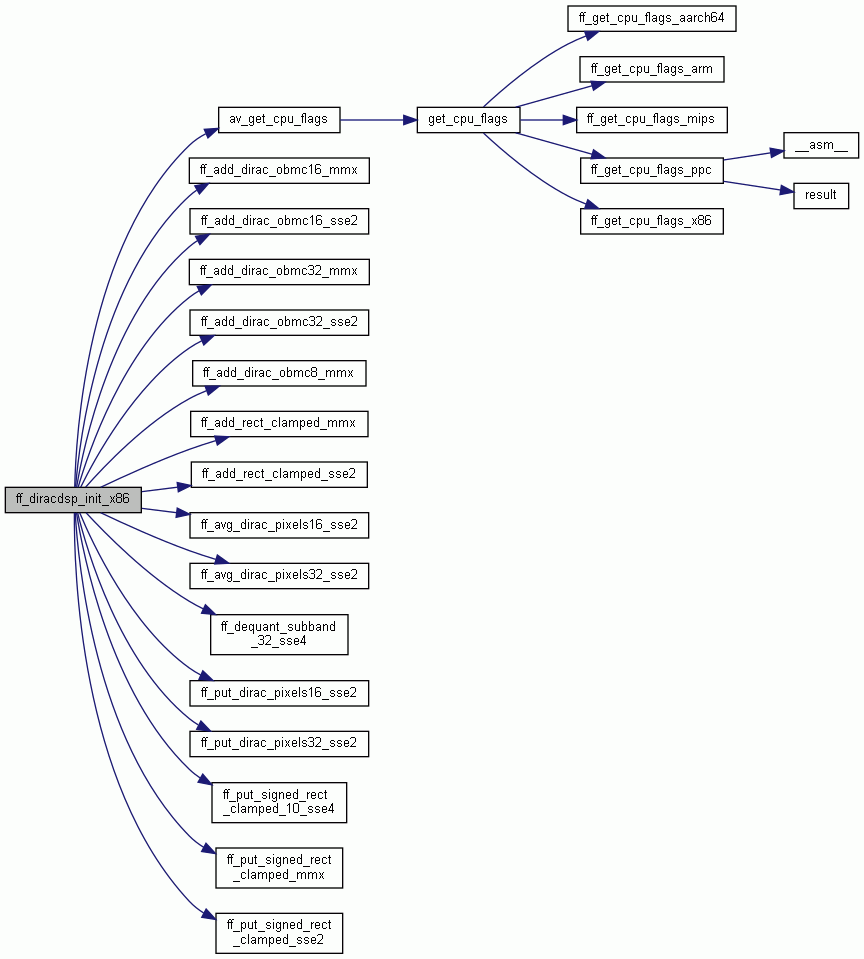 ff_get_cpu_flags_aarch64
ff_get_cpu_flags_arm
av_get_cpu_flags
get_cpu_flags
ff_get_cpu_flags_mips
__asm__
ff_add_dirac_obmc16_mmx
ff_get_cpu_flags_ppc
result
ff_add_dirac_obmc16_sse2
ff_get_cpu_flags_x86
ff_add_dirac_obmc32_mmx
ff_add_dirac_obmc32_sse2
ff_add_dirac_obmc8_mmx
ff_add_rect_clamped_mmx
ff_add_rect_clamped_sse2
ff_diracdsp_init_x86
ff_avg_dirac_pixels16_sse2
ff_avg_dirac_pixels32_sse2
ff_dequant_subband
_32_sse4
ff_put_dirac_pixels16_sse2
ff_put_dirac_pixels32_sse2
ff_put_signed_rect
_clamped_10_sse4
ff_put_signed_rect
_clamped_mmx
ff_put_signed_rect
_clamped_sse2